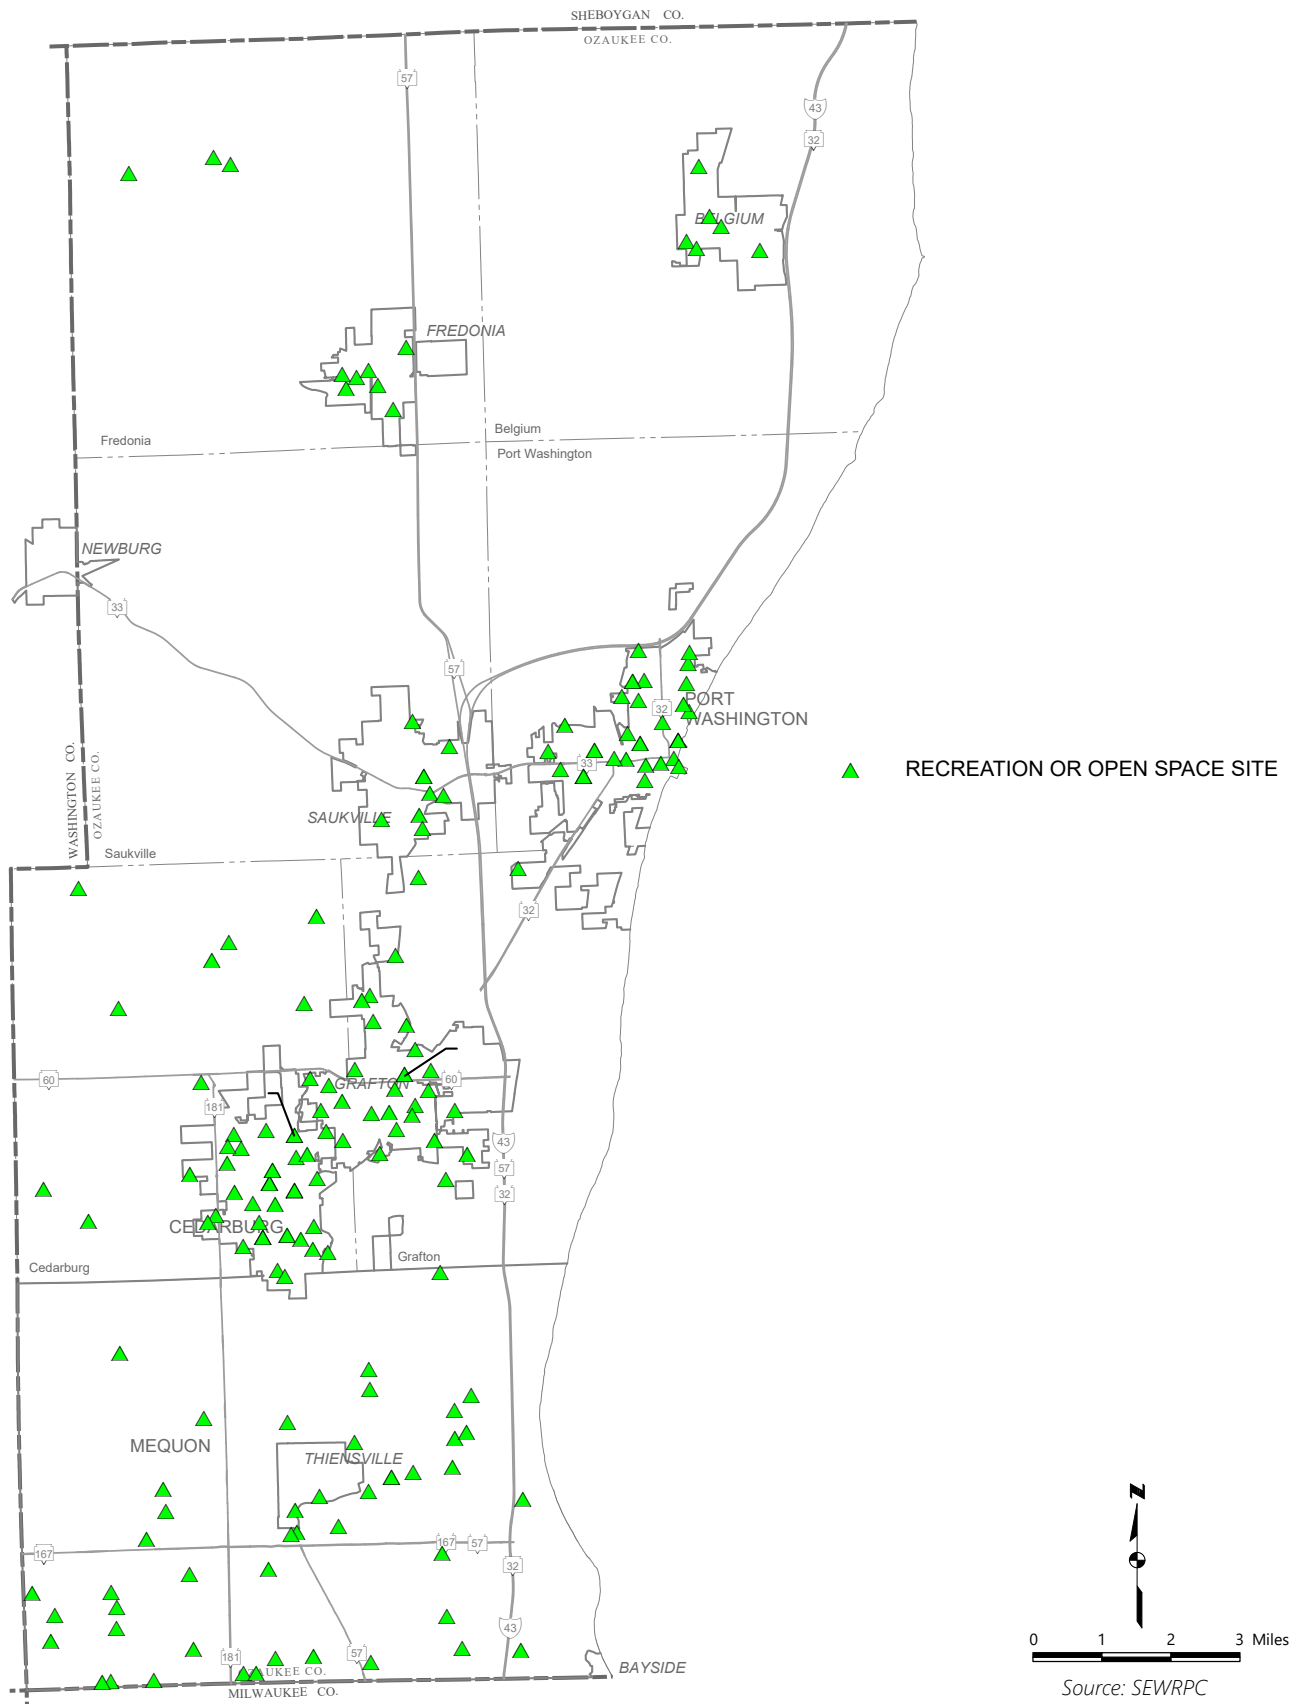 SHEBOYGAN CO.
OZAUKEE CO.
57
43
32
BELGIUM
FREDONIA
Fredonia
Belgium
Port Washington
NEWBURG
33
57
PORT
WASHINGTON
32
33
WASHINGTON CO.
OZAUKEE CO.
RECREATION OR OPEN SPACE SITE
SAUKVILLE
Saukville
32
60
GRAFTON
60
181
43
57
32
CEDARBURG
Cedarburg
Grafton
MEQUON
THIENSVILLE
167
167
57
32
43
181
57
OZAUKEE CO.
MILWAUKEE CO.
BAYSIDE
N
0 1 2 3 Miles
Source: SEWRPC